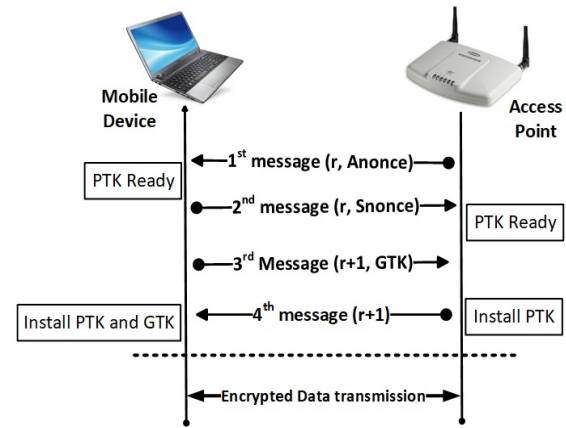 Mobile Device
Access Point
1st message (r, Anonce)
PTK Ready
2nd message (r, Snonce)
PTK Ready
3rd Message (r+1, GTK)
4th message (r+1)
Install PTK and GTK
Install PTK
Encrypted Data transmission